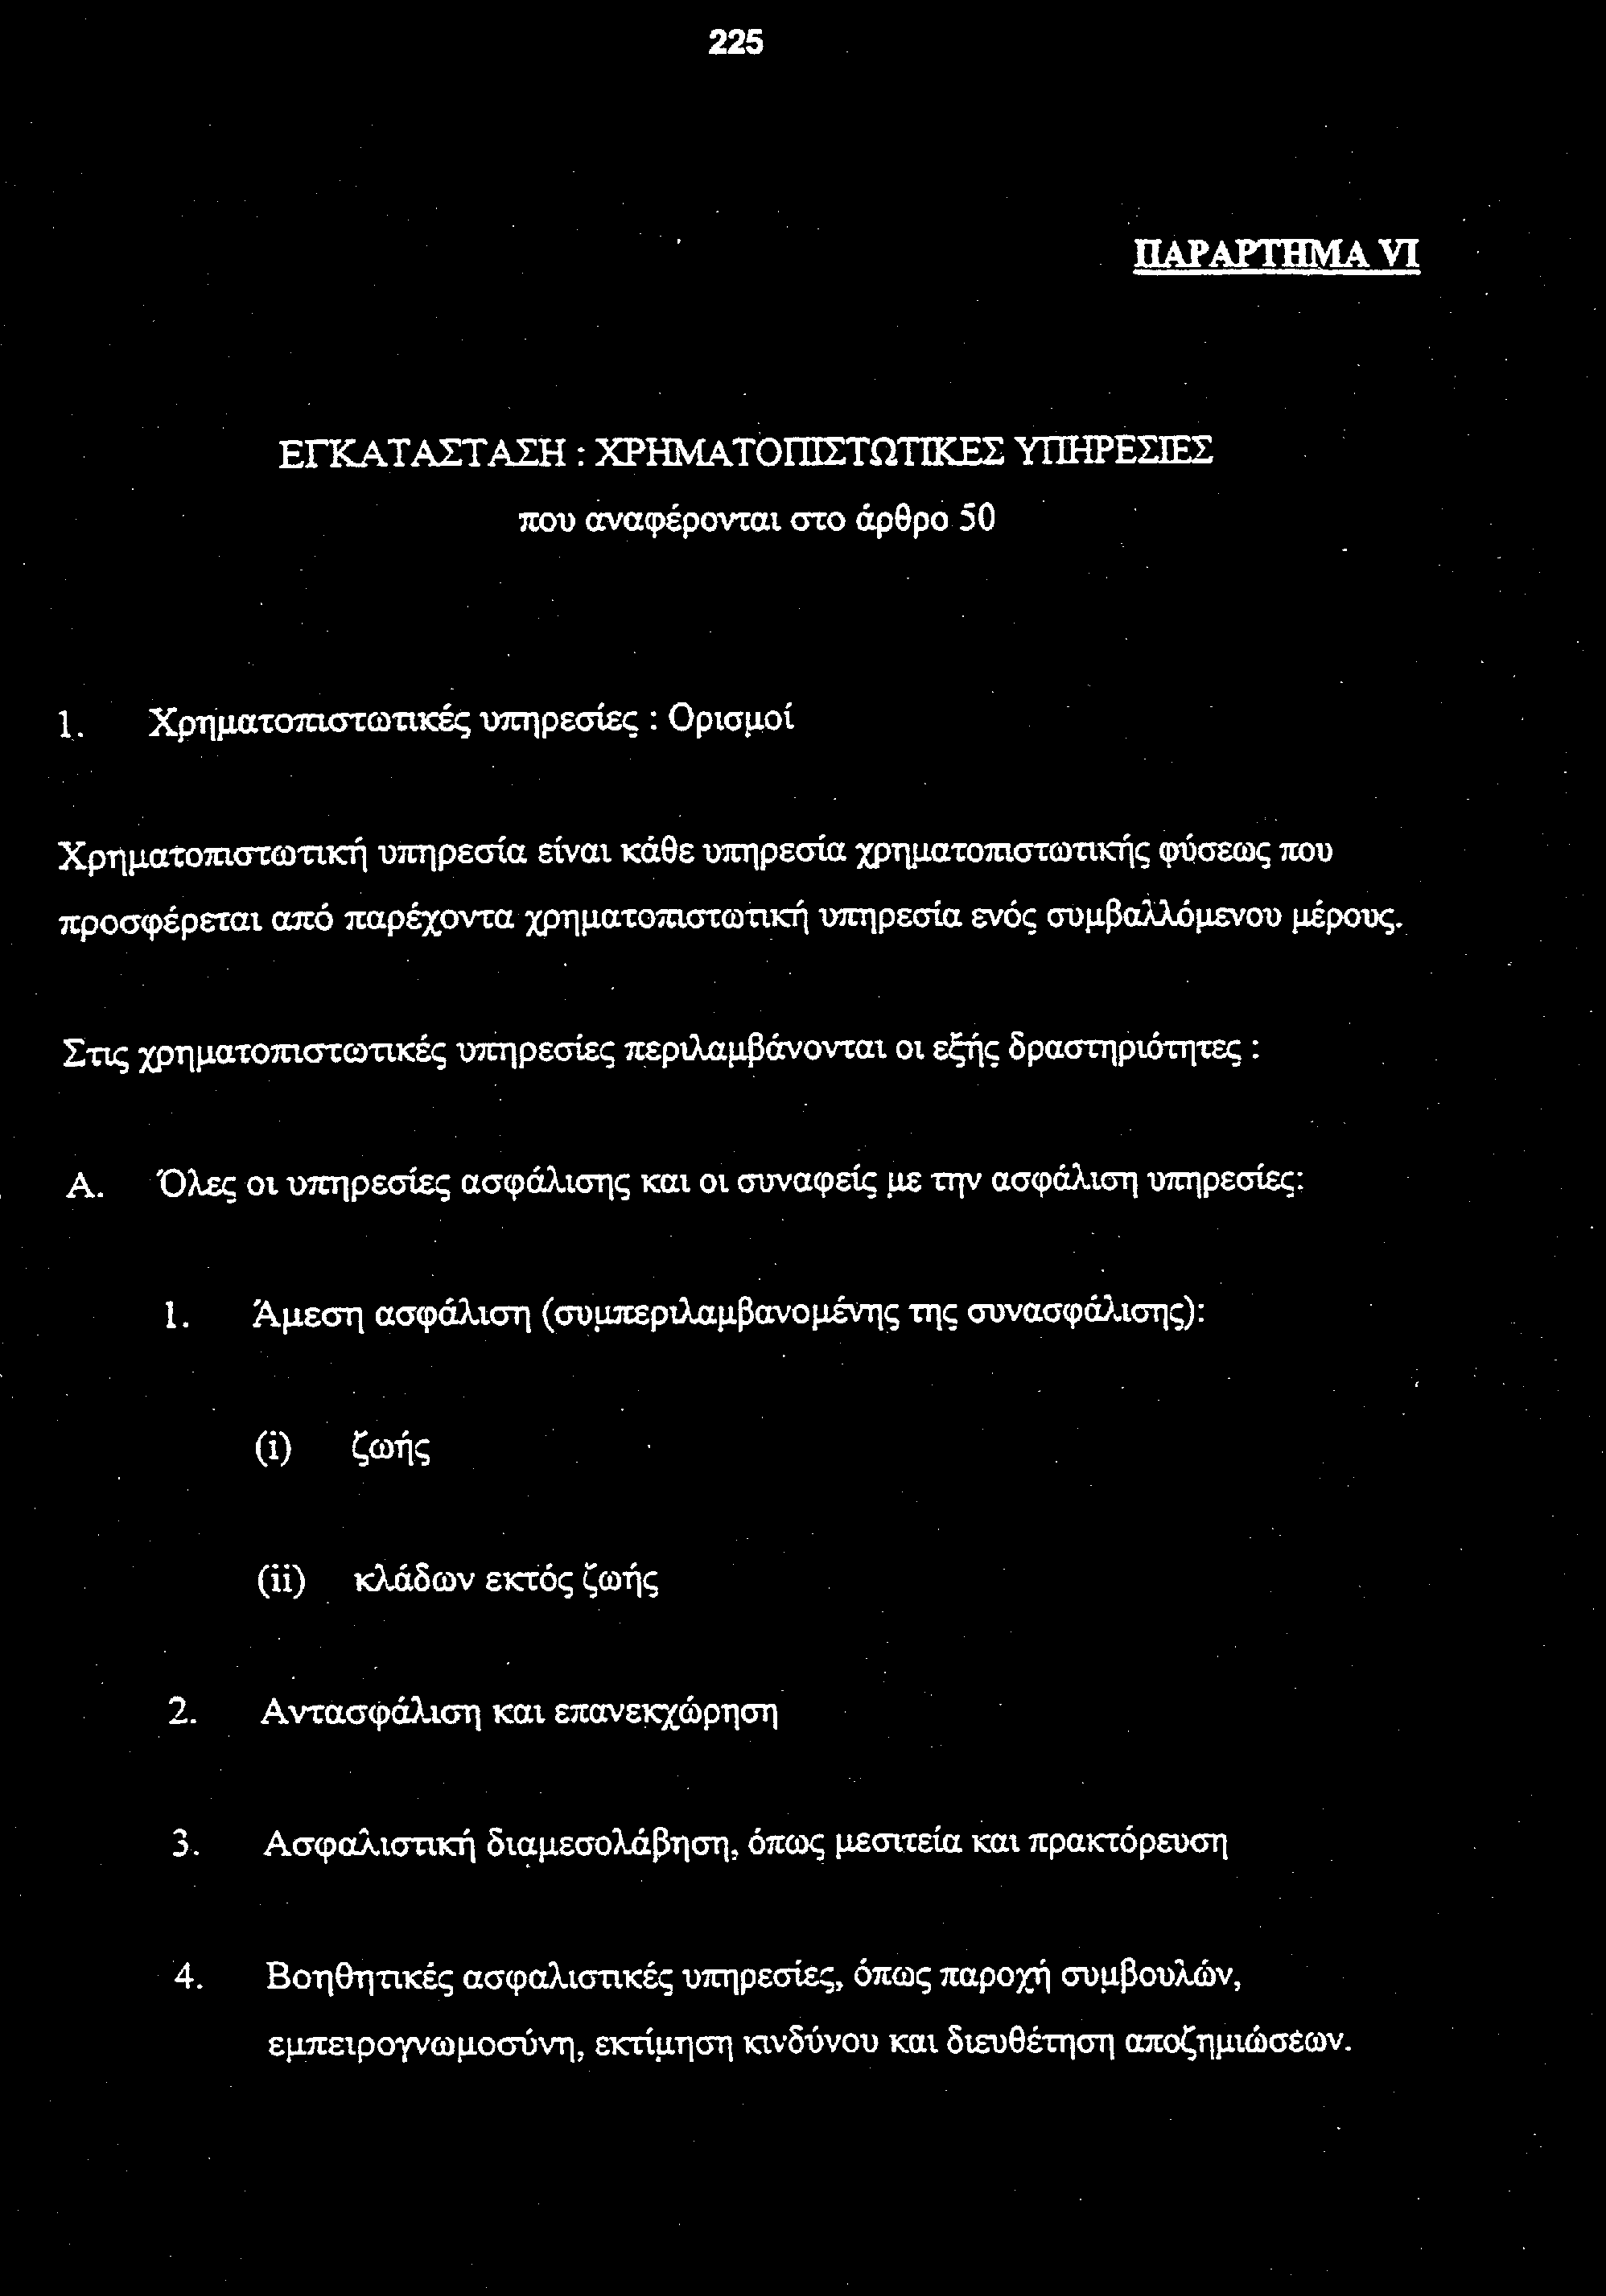 225
ΠΑΡΑΡΤΗΜΑ VI
ΕΓΚΑΤΑΣΤΑΣΗ : ΧΡΗΜΑΤΟΠΙΣΤΩΤΙΚΕΣ ΥΠΗΡΕΣΙΕΣ
που αναφέρονται στο άρθρο 50
1. Χρηματοπιστωτικές υπηρεσίες : Ορισμοί
Χρηματοπιστωτική υπηρεσία είναι κάθε υπηρεσία χρηματοπιστωτικής φύσεως που
προσφέρεται από παρέχοντα χρηματοπιστωτική υπηρεσία ενός συμβαλλόμενου μέρους.
Στις χρηματοπιστωτικές υπηρεσίες περιλαμβάνονται οι εξής δραστηριότητες :
Α. Όλες οι υπηρεσίες ασφάλισης και οι συναφείς με την ασφάλιση υπηρεσίες:
1. Άμεση ασφάλιση (συμπεριλαμβανομένης της συνασφάλισης):
(i) ζωής
(ii) κλάδων εκτός ζωής
2. Αντασφάλιση και επανεκχώρηση
3. Ασφαλιστική διαμεσολάβηση, όπως μεσιτεία και πρακτόρευση
4. Βοηθητικές ασφαλιστικές υπηρεσίες, όπως παροχή συμβουλών,
εμπειρογνωμοσύνη, εκτίμηση κινδύνου και διευθέτηση αποζημιώσεων.